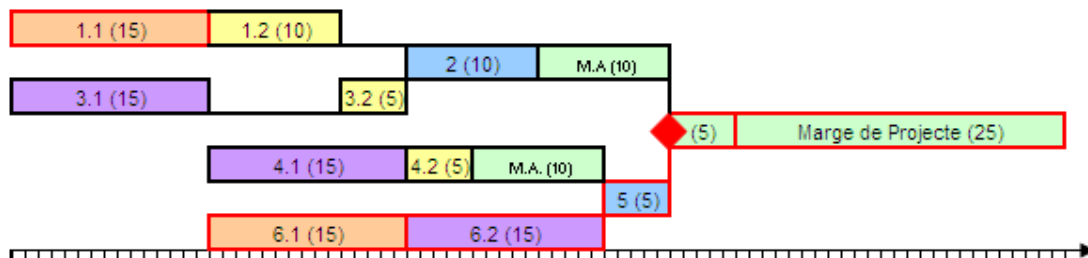 1.1 (15) 1.2 (10)
2 (10) M.A (10)
3.1 (15) 3.2 (5)
(5) Marge de Projecte (25)
4.1 (15) 4.2 (5) M.A. (10)
5 (5)
6.1 (15) 6.2 (15)